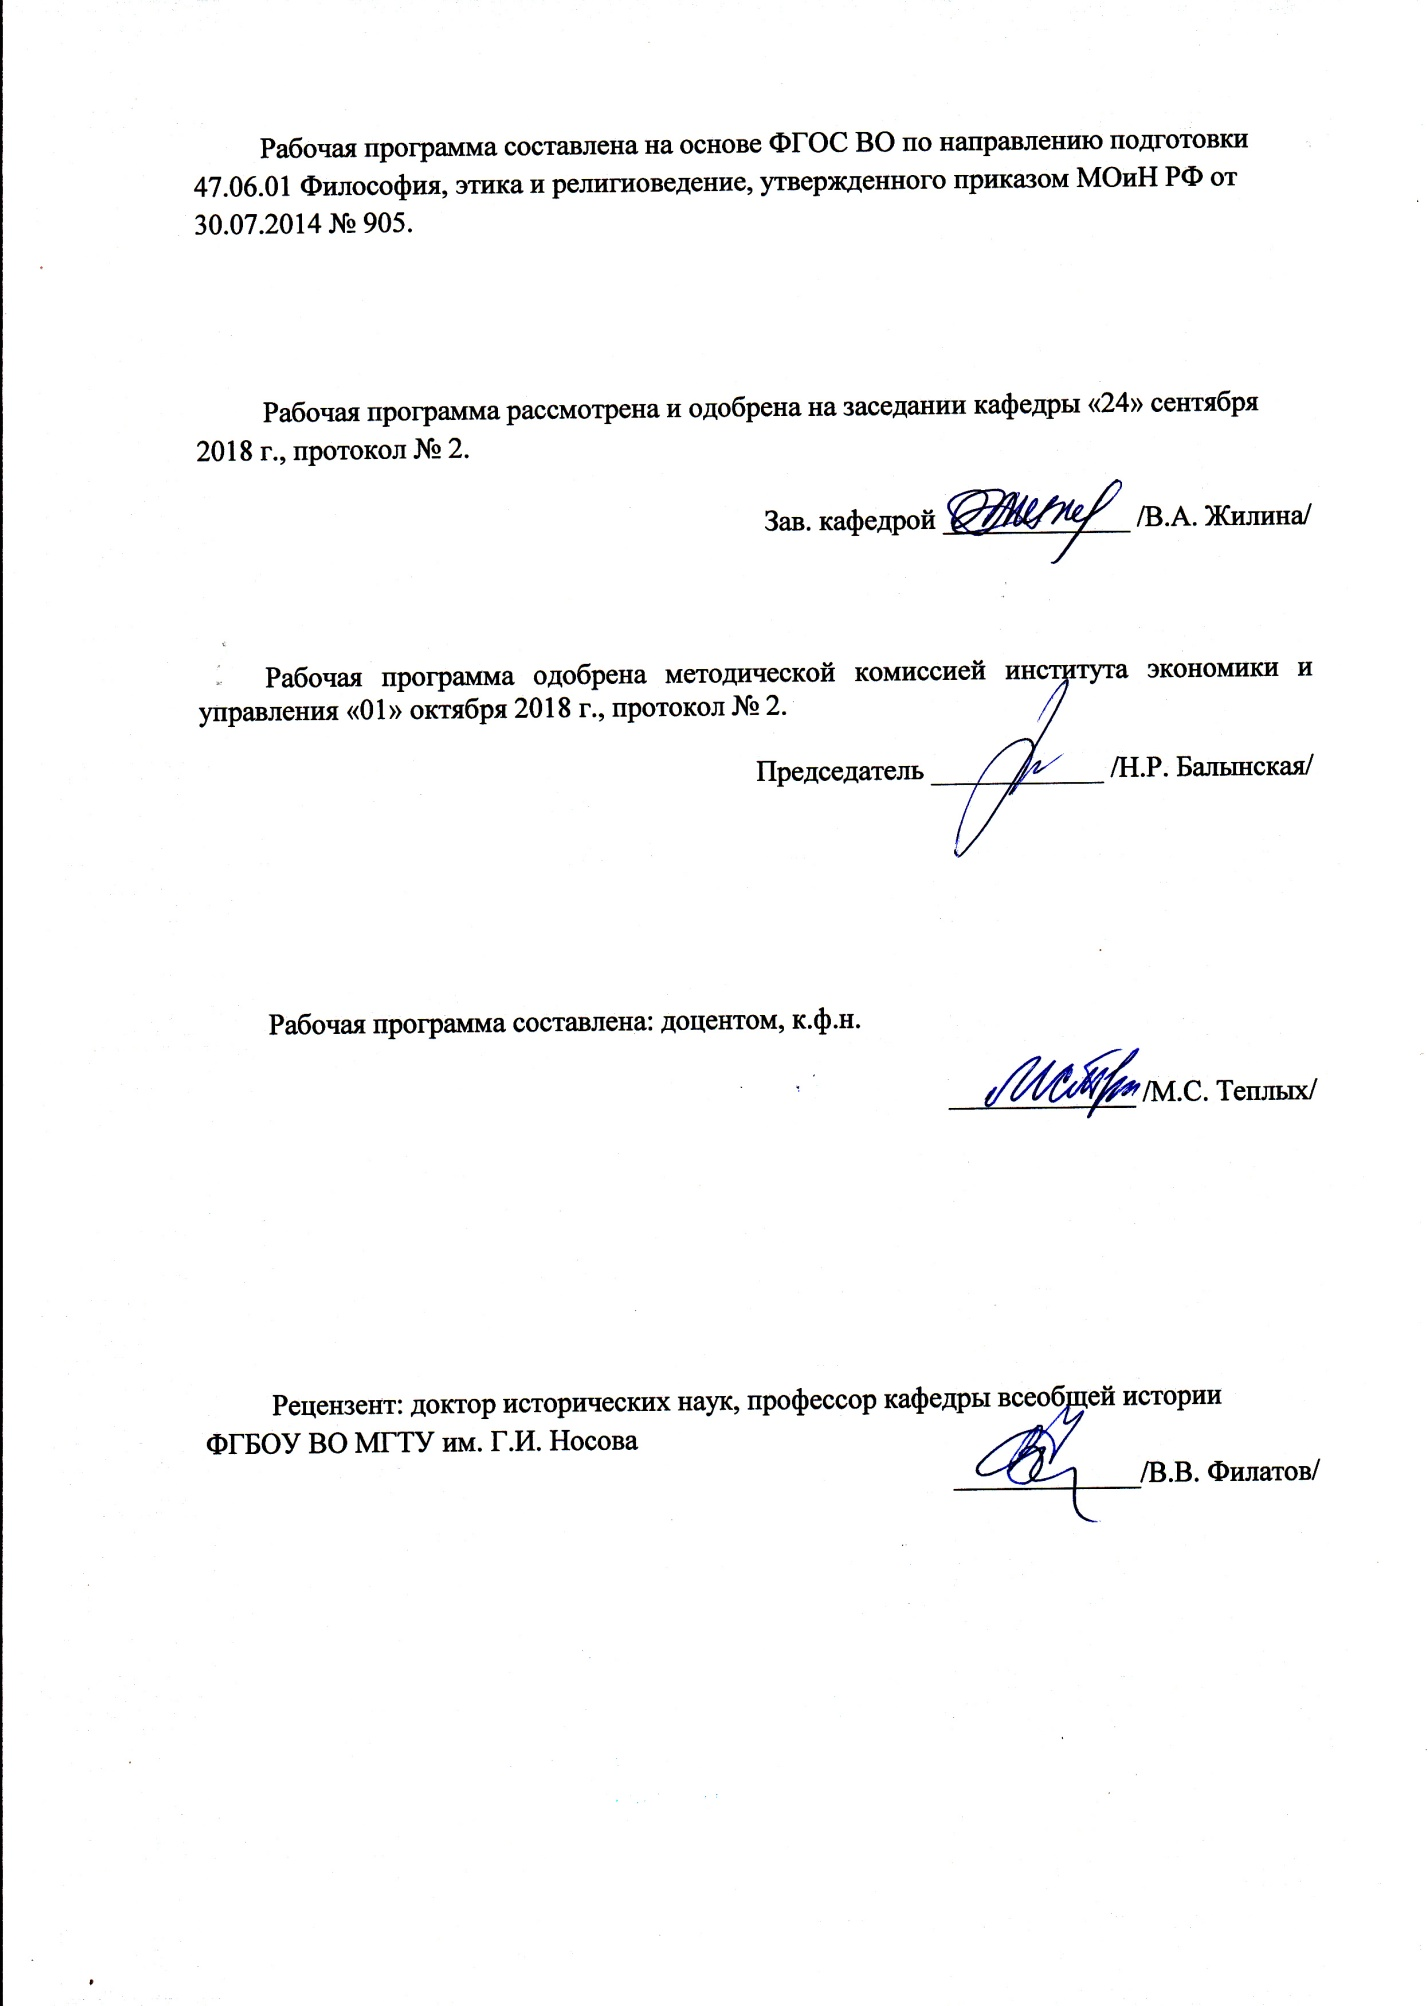 Рабочая программа составлена на основе ФГОС ВО по направлению подготовки
47.06.01 Философия, этика и религиоведение, утвержденного приказом МОиН РФ от
30.07.2014 № 905.
Рабочая программа рассмотрена и одобрена на заседании кафедры «24» сентября
2018 г., протокол № 2.
Зав. кафедрой /В.А. Жилина/
Рабочая программа одобрена методической комиссией института экономики и
управления «01» октября 2018 г., протокол № 2.
Председатель /Н.Р. Балынская/
Рабочая программа составлена: доцентом, к.ф.н.
/М.С. Теплых/
Рецензент: доктор исторических наук, профессор кафедры всеобщей истории
ФГБОУ ВО МГТУ им. Г.И. Носова
/В.В. Филатов/